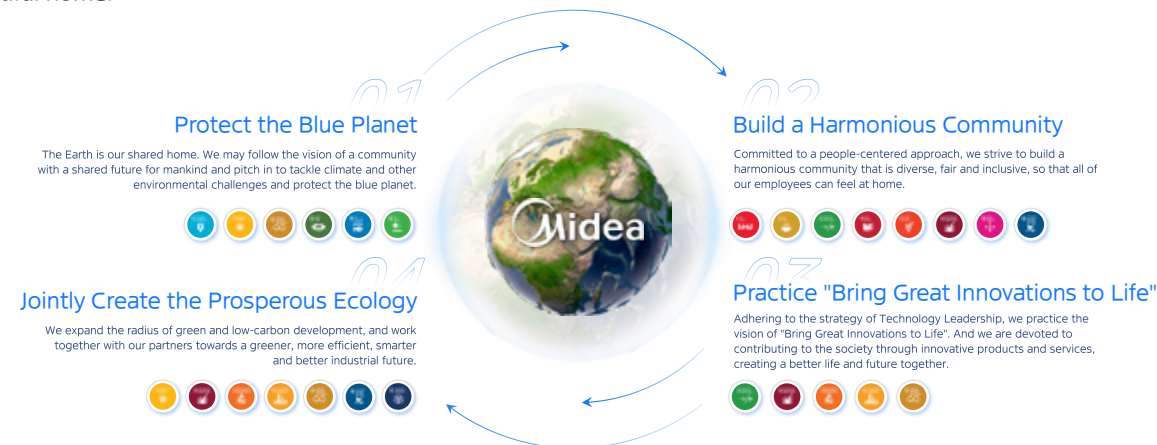 home.
01
Protect the Blue Planet
The Earth is our shared home. We may follow the vision of a community
with a shared future for mankind and pitch in to tackle climate and other
environmental challenges and protect the blue planet.
02
Build a Harmonious Community
Committed to a people-centered approach, we strive to build a
harmonious community that is diverse, fair and inclusive, so that all of
our employees can feel at home.
Midea
04
Jointly Create the Prosperous Ecology
We expand the radius of green and low-carbon development, and work
together with our partners towards a greener, more efficient, smarter
and better industrial future.
03
Practice "Bring Great Innovations to Life"
Adhering to the strategy of Technology Leadership, we practice the
vision of "Bring Great Innovations to Life". And we are devoted to
contributing to the society through innovative products and services,
creating a better life and future together.